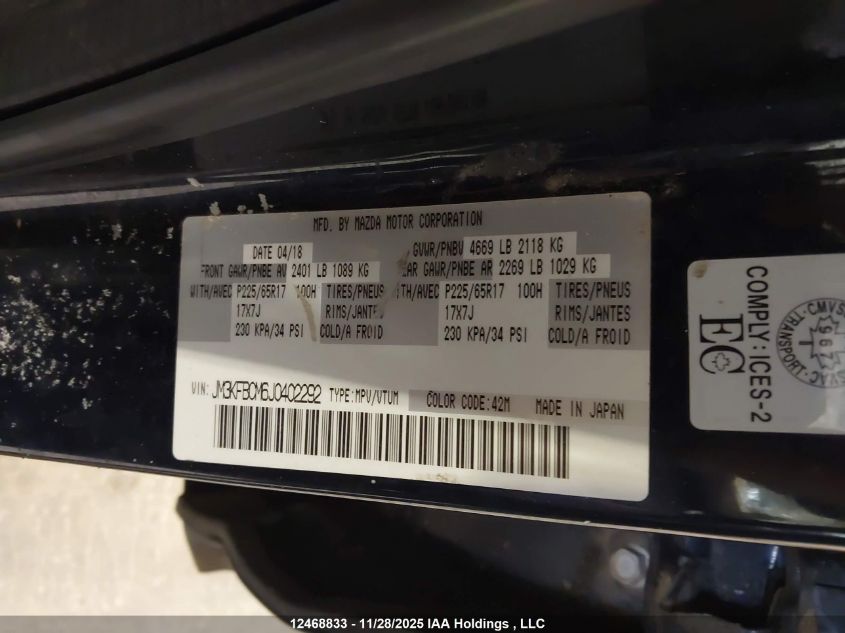 MFD. BY MAZDA MOTOR CORPORATION
DATE 04/18 GVWR/PNBV 4669 LB 2118 KG
FRONT GAWR/PNBE AV 2401 LB 1089 KG EAR GAWR/PNBE AR 2269 LB 1029 KG
WITH/AVEC P225/65R17 100H TIRES/PNEUS ITH/AVEC P225/65R17 100H TIRES/PNEUS
17X7J RIMS/JANTES 17X7J RIMS/JANTES
230 KPA/34 PSI COLD/A FROID 230 KPA/34 PSI COLD/A FROID
VIN: JM3KFBCM6J0402292 TYPE:MPV/VTUM COLOR CODE:42M MADE IN JAPAN
EC
COMPLY:ICES-2
12468833 - 11/28/2025 IAA Holdings , LLC